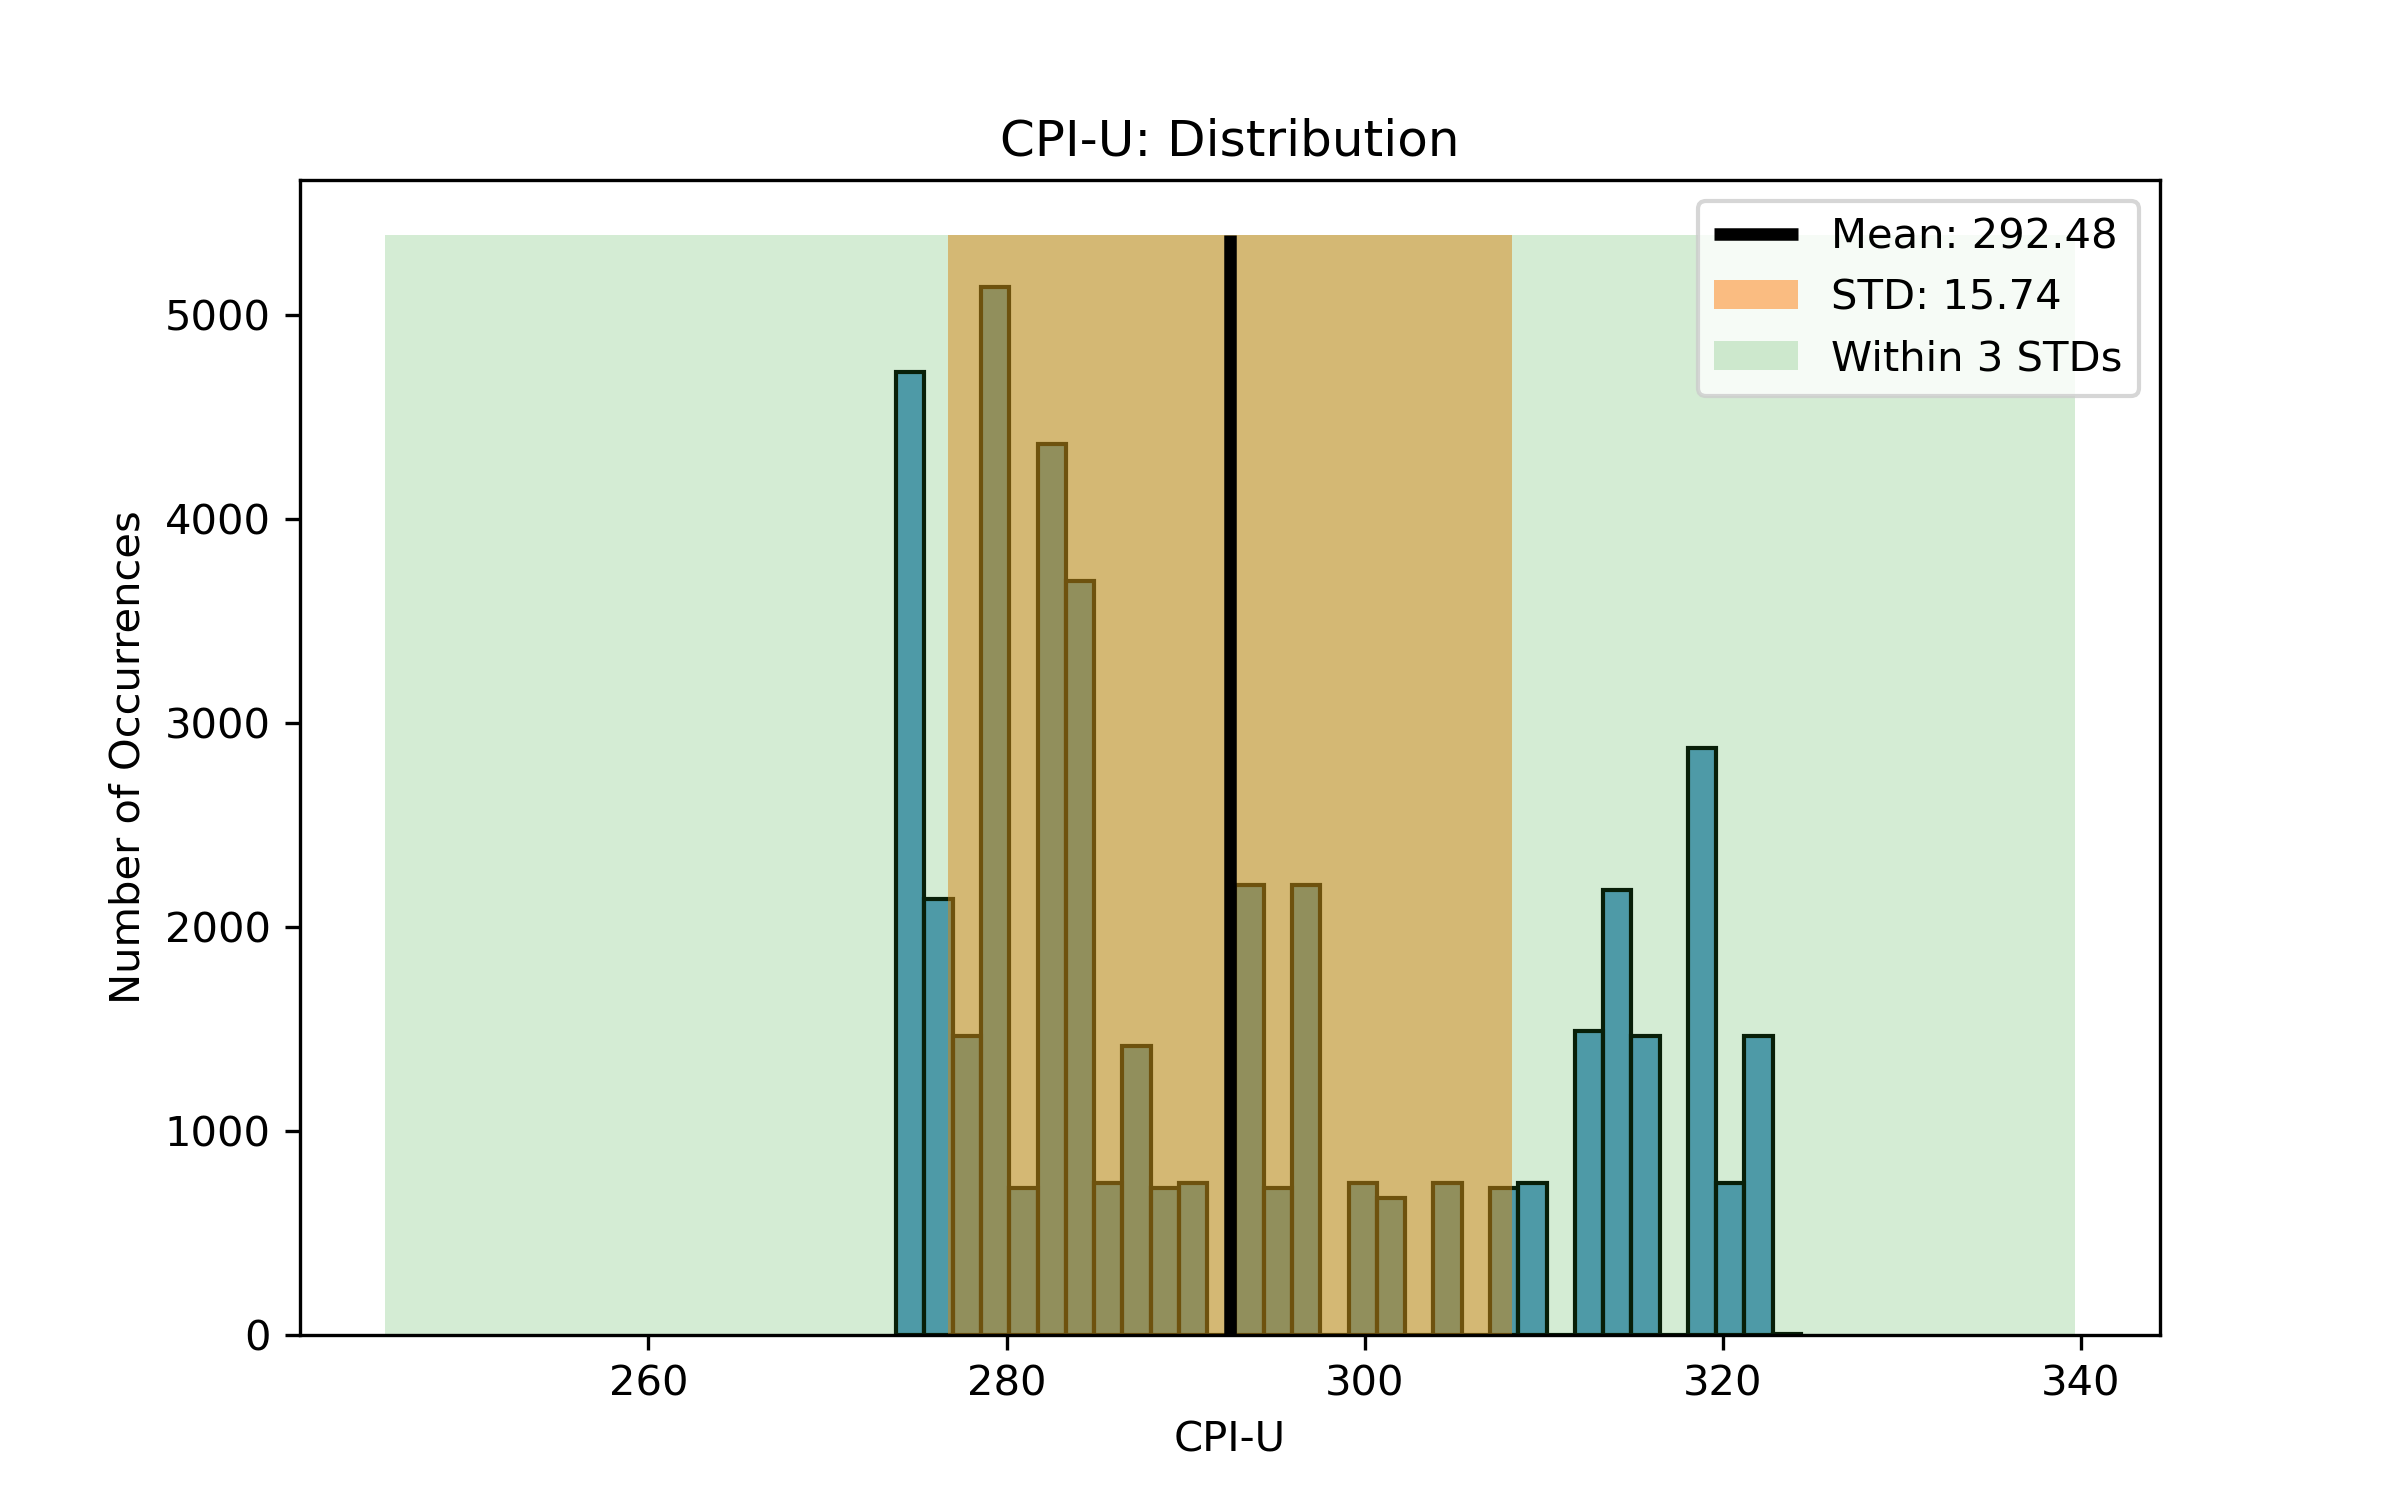 CPI-U: Distribution
Mean: 292.48
STD: 15.74
Within 3 STDs
Number of Occurrences
5000
4000
3000
2000
1000
0
260 280 300 320 340
CPI-U